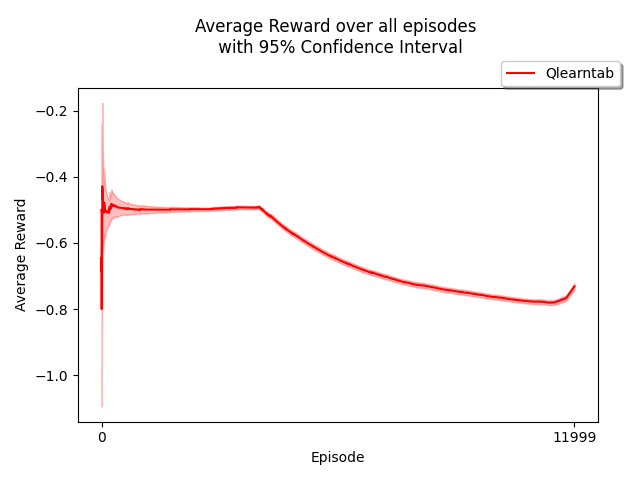 Average Reward over all episodes
with 95% Confidence Interval
Qlearntab
−0.2
−0.4
−0.6
−0.8
−1.0
Average Reward
0
11999
Episode